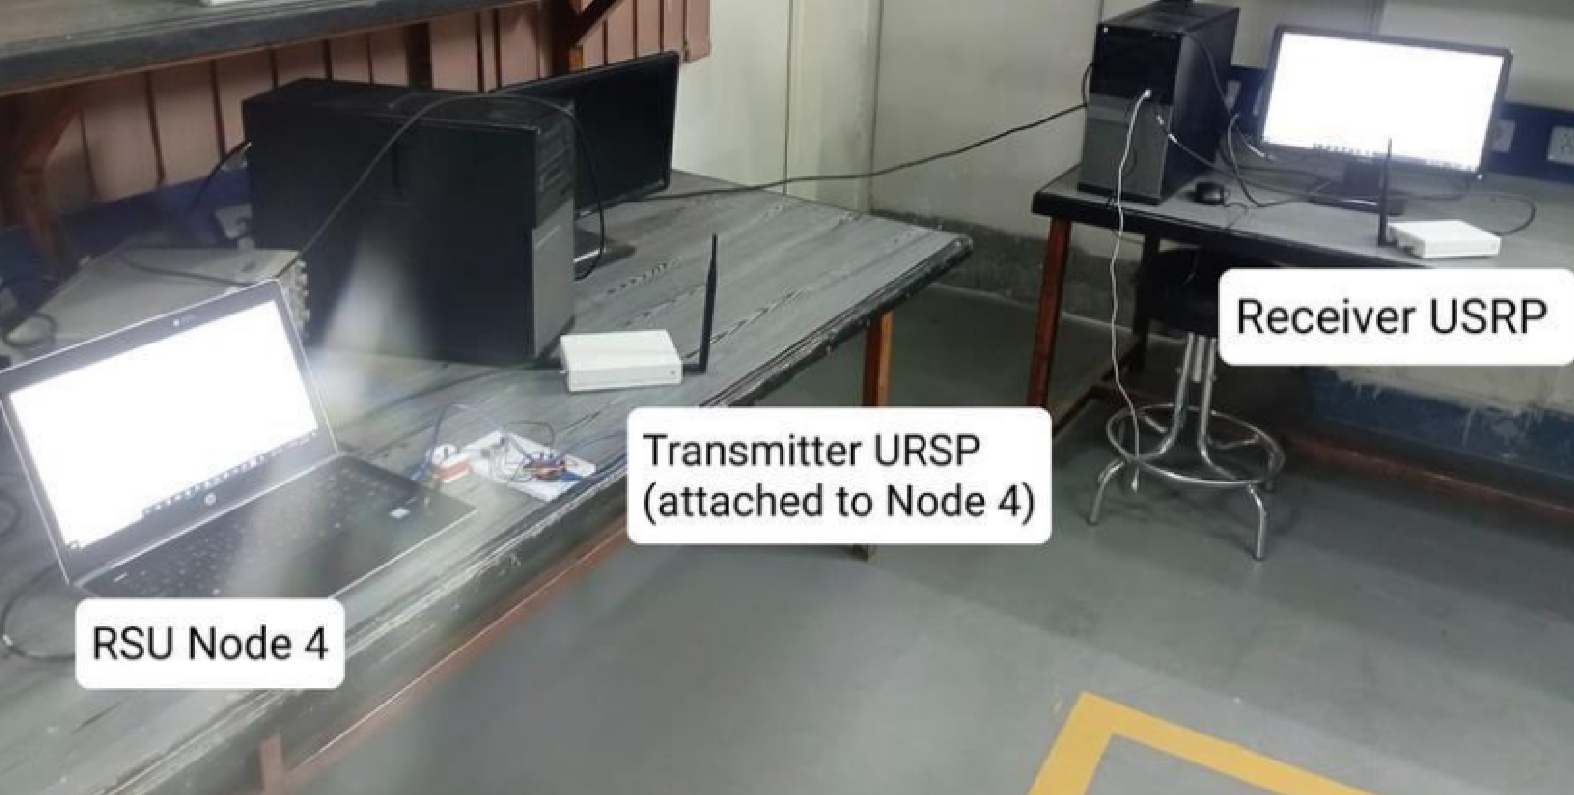 Receiver USRP
Transmitter URSP
(attached to Node 4)
RSU Node 4